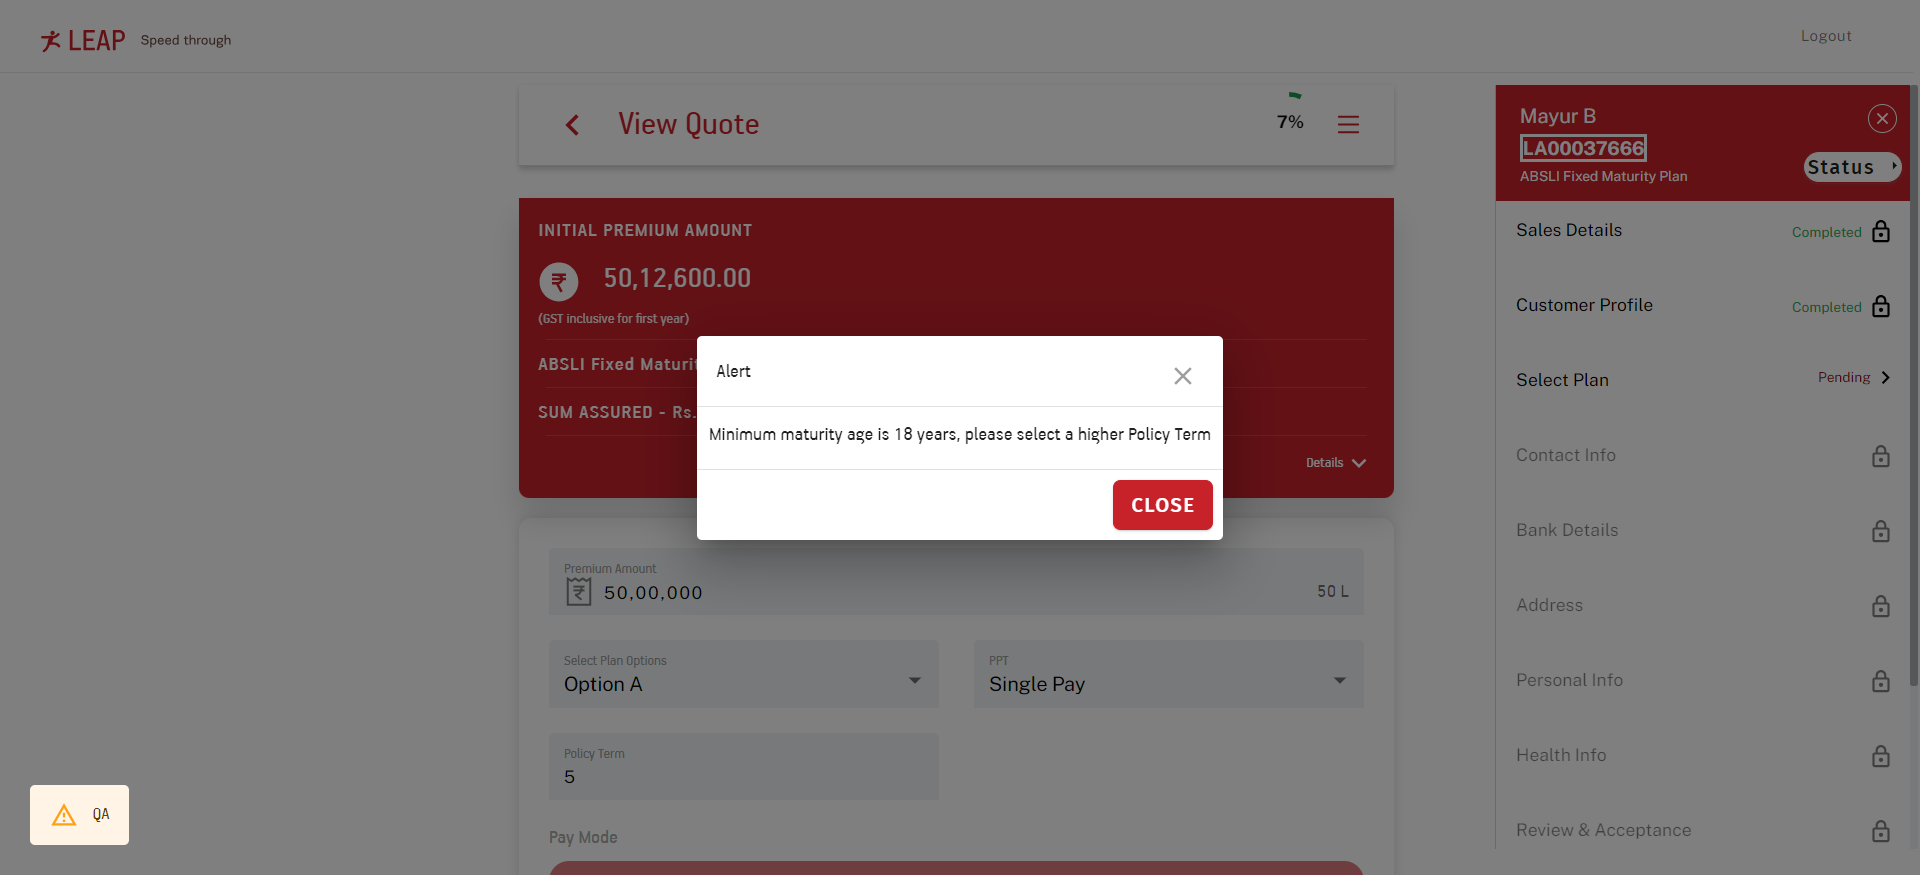 LEAP Speed through
Logout
View Quote
7%
INITIAL PREMIUM AMOUNT
50,12,600.00
(GST inclusive for first year)
ABSLI Fixed Maturit
SUM ASSURED - Rs.
Details
Alert
Minimum maturity age is 18 years, please select a higher Policy Term
CLOSE
Premium Amount
50,00,000
50 L
Select Plan Options
Option A
PPT
Single Pay
Policy Term
5
Pay Mode
QA
Mayur B
LA00037666
ABSLI Fixed Maturity Plan
Status
Sales Details
Completed
Customer Profile
Completed
Select Plan
Pending
Contact Info
Bank Details
Address
Personal Info
Health Info
Review & Acceptance